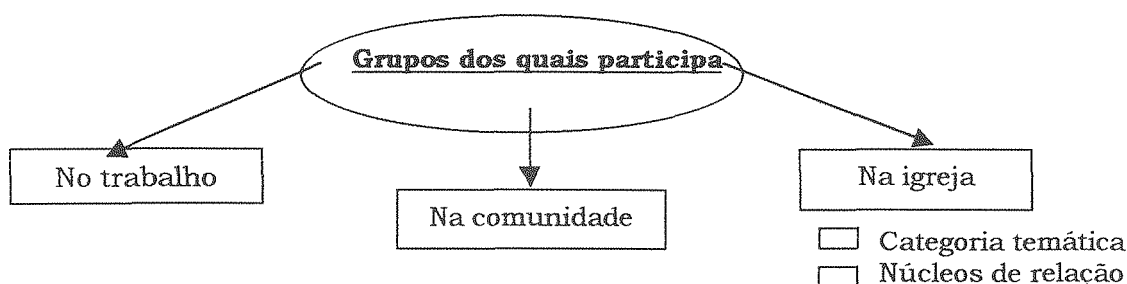 Grupos dos quais participa
No trabalho
Na comunidade
Na igreja
Categoria temática
Núcleos de relação